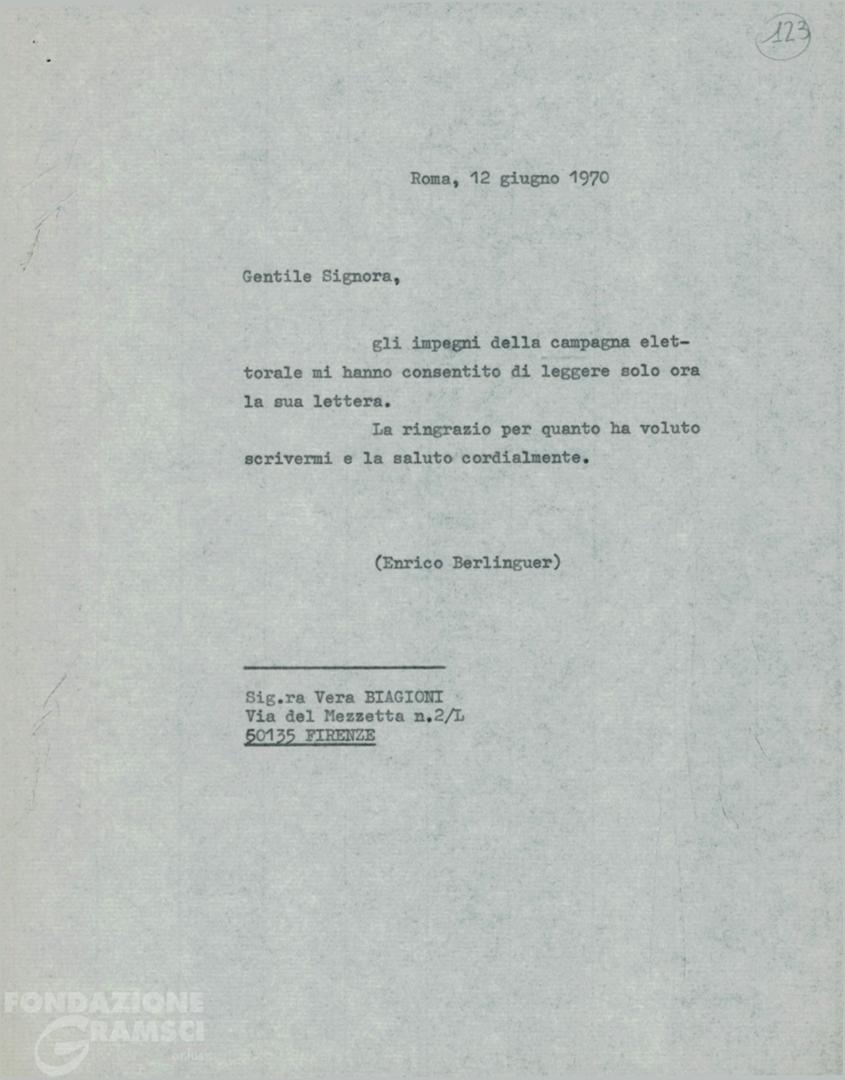 123
Roma, 12 giugno 1970
Gentile Signora,
gli impegni della campagna elet-
torale mi hanno consentito di leggere solo ora
la sua lettera.
La ringrazio per quanto ha voluto
scrivermi e la saluto cordialmente.
(Enrico Berlinguer)
Sig.ra Vera BIAGIONI
Via del Mezzetta n.2/L
50135 FIRENZE
FONDAZIONE
GRAMSCI
onlus